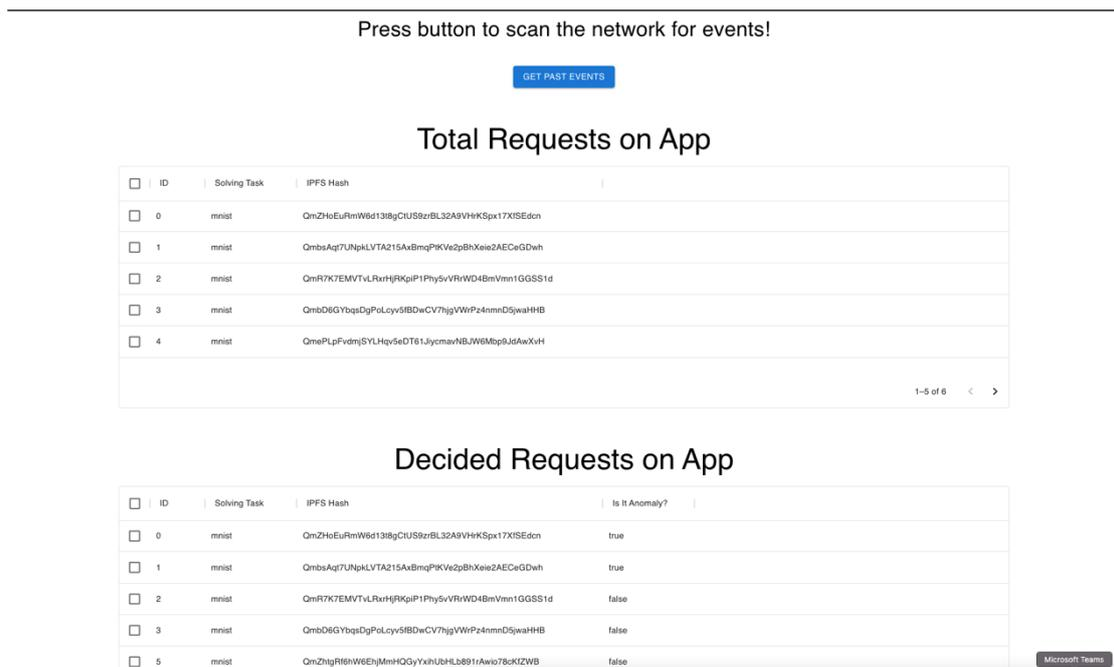 Press button to scan the network for events!
GET PAST EVENTS
Total Requests on App
ID Solving Task IPFS Hash
0 mnist QmZHoEuRmW6d13t8gCtUS9zrBL32A9VHrKSpx17XfSEdcn
1 mnist QmbsAqt7UNpkLVTA215AxBmqPtKVe2pBhXeie2AECeGDwh
2 mnist QmR7K7EMVTvLRxrHjRKpiP1Phy5vVRrWD4BmVmn1GGSS1d
3 mnist QmbD6GYbqsDgPoLcyv5fBDwCV7hjgVWrPz4nmnD5jwaHHB
4 mnist QmePLpFvdmjSYLHqv5eDT61JiycmavNBJW6Mbp9JdAwXvH
1–5 of 6
Decided Requests on App
ID Solving Task IPFS Hash Is It Anomaly?
0 mnist QmZHoEuRmW6d13t8gCtUS9zrBL32A9VHrKSpx17XfSEdcn true
1 mnist QmbsAqt7UNpkLVTA215AxBmqPtKVe2pBhXeie2AECeGDwh true
2 mnist QmR7K7EMVTvLRxrHjRKpiP1Phy5vVRrWD4BmVmn1GGSS1d false
3 mnist QmbD6GYbqsDgPoLcyv5fBDwCV7hjgVWrPz4nmnD5jwaHHB false
5 mnist QmZhtgRf6hW6EhjMmHQGyYxihUbHLb891rAwio78cKfZWB false
Microsoft Teams